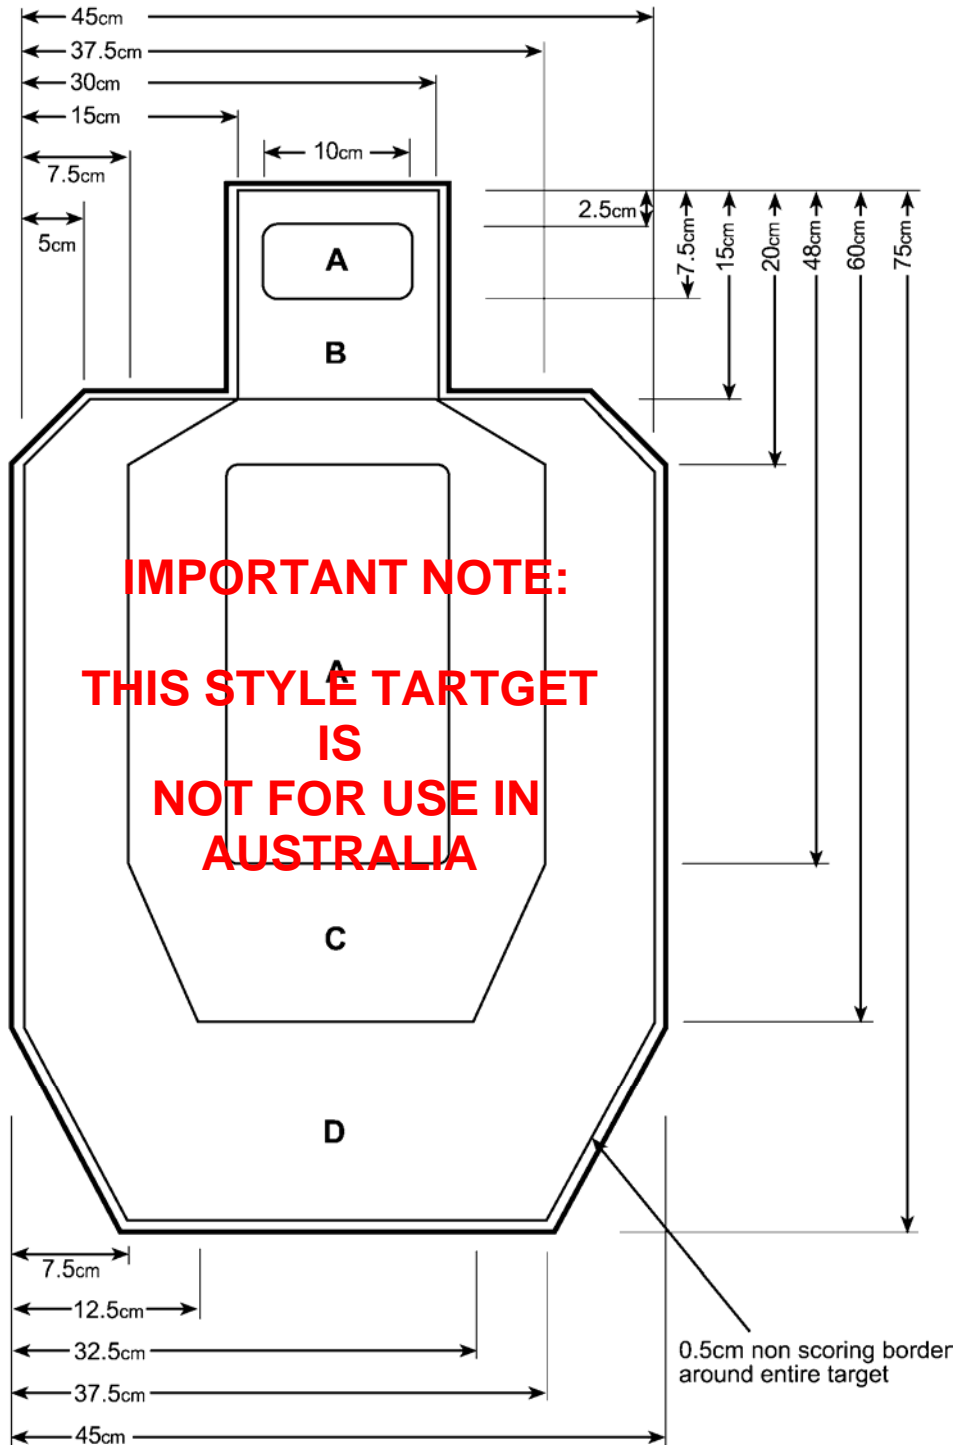 45cm
37.5cm
30cm
15cm
10cm
7.5cm
2.5cm
5cm
7.5cm
15cm
20cm
48cm
60cm
75cm
A
B
IMPORTANT NOTE:
A
THIS STYLE TARTGET
IS
NOT FOR USE IN
AUSTRALIA
C
D
7.5cm
12.5cm
32.5cm
37.5cm
45cm
0.5cm non scoring border
around entire target